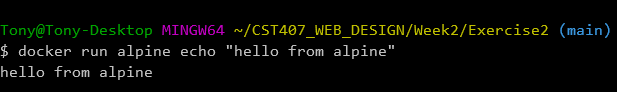 Tony@Tony-Desktop MINGW64 ~/CST407_WEB_DESIGN/Week2/Exercise2 (main)
$ docker run alpine echo "hello from alpine"
hello from alpine